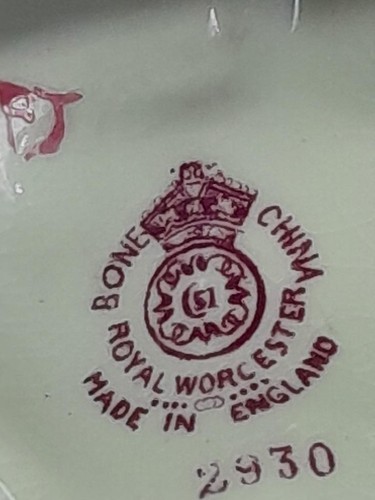 BONE CHINA
51
ROYAL WORCESTER
MADE IN ENGLAND
2930